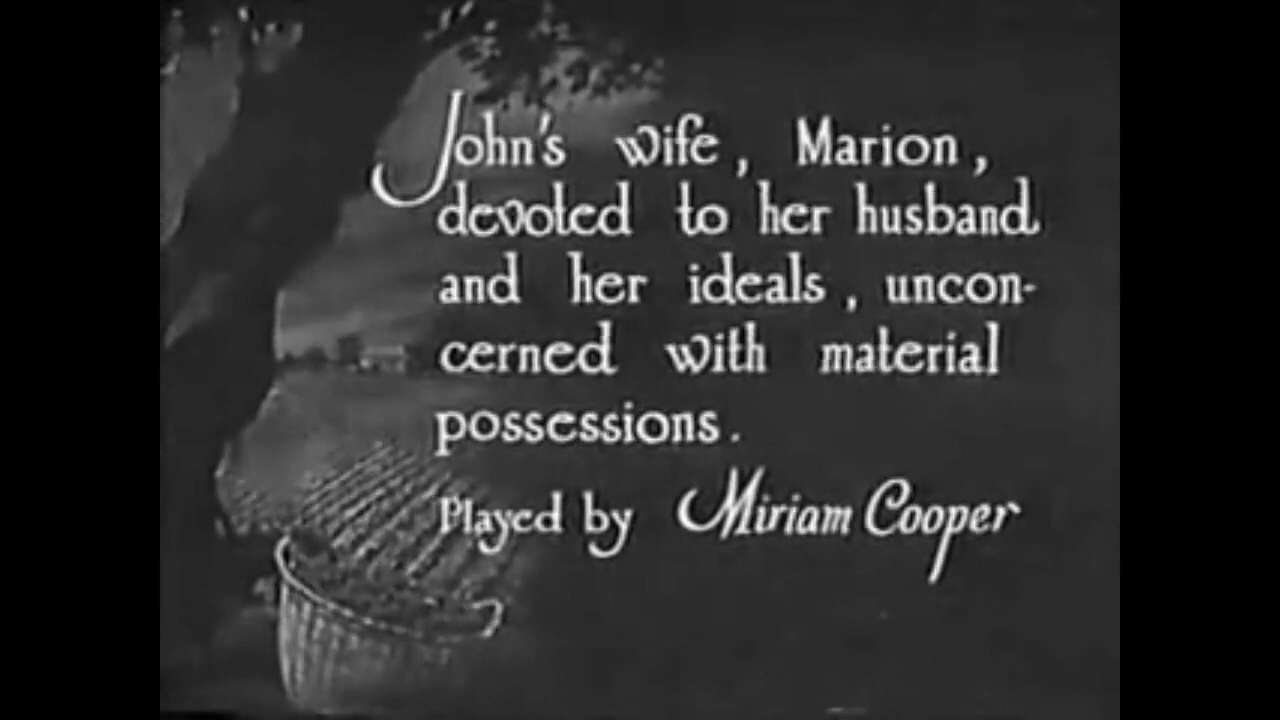 John's wife, Marion,
devoted to her husband
and her ideals, uncon-
cerned with material
possessions.
Played by Miriam Cooper